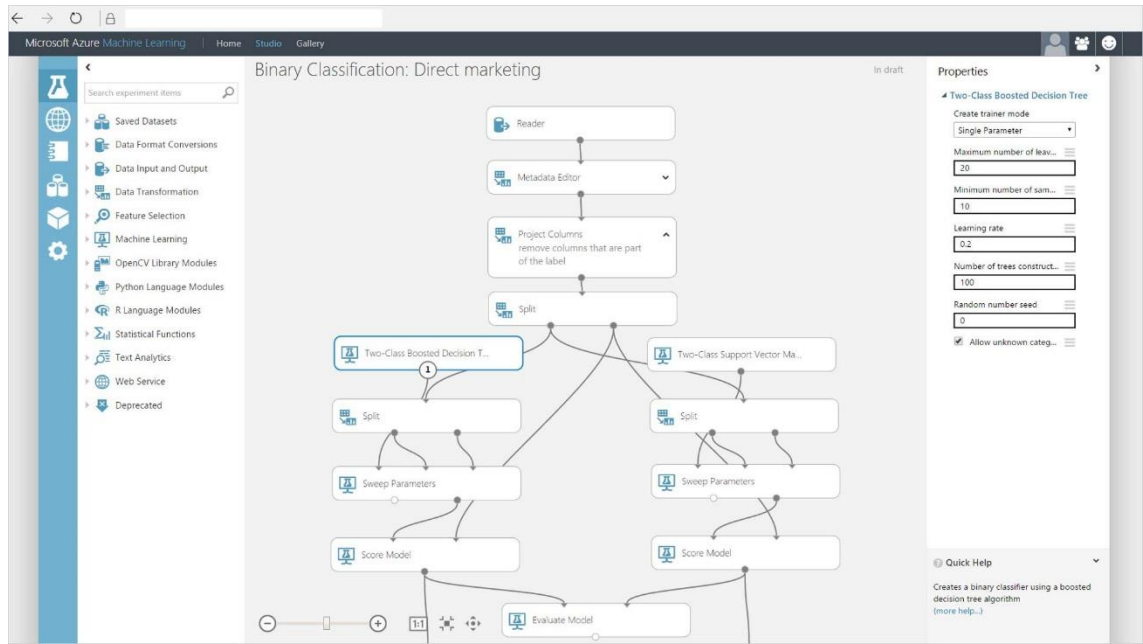 Microsoft Azure Machine Learning | Home Studio Gallery
Search experiment items
Saved Datasets
Data Format Conversions
Data Input and Output
Data Transformation
Feature Selection
Machine Learning
OpenCV Library Modules
Python Language Modules
R Language Modules
Statistical Functions
Text Analytics
Web Service
Deprecated
Binary Classification: Direct marketing
In draft
Reader
Metadata Editor
Project Columns
remove columns that are part
of the label
Split
Two-Class Boosted Decision T...
1
Two-Class Support Vector Ma...
Split
Split
Sweep Parameters
Sweep Parameters
Score Model
Score Model
Evaluate Model
1:1
Properties
Two-Class Boosted Decision Tree
Create trainer mode
Single Parameter
Maximum number of leav...
20
Minimum number of sam...
10
Learning rate
0.2
Number of trees construct...
100
Random number seed
0
Allow unknown categ...
Quick Help
Creates a binary classifier using a boosted
decision tree algorithm
(more help...)